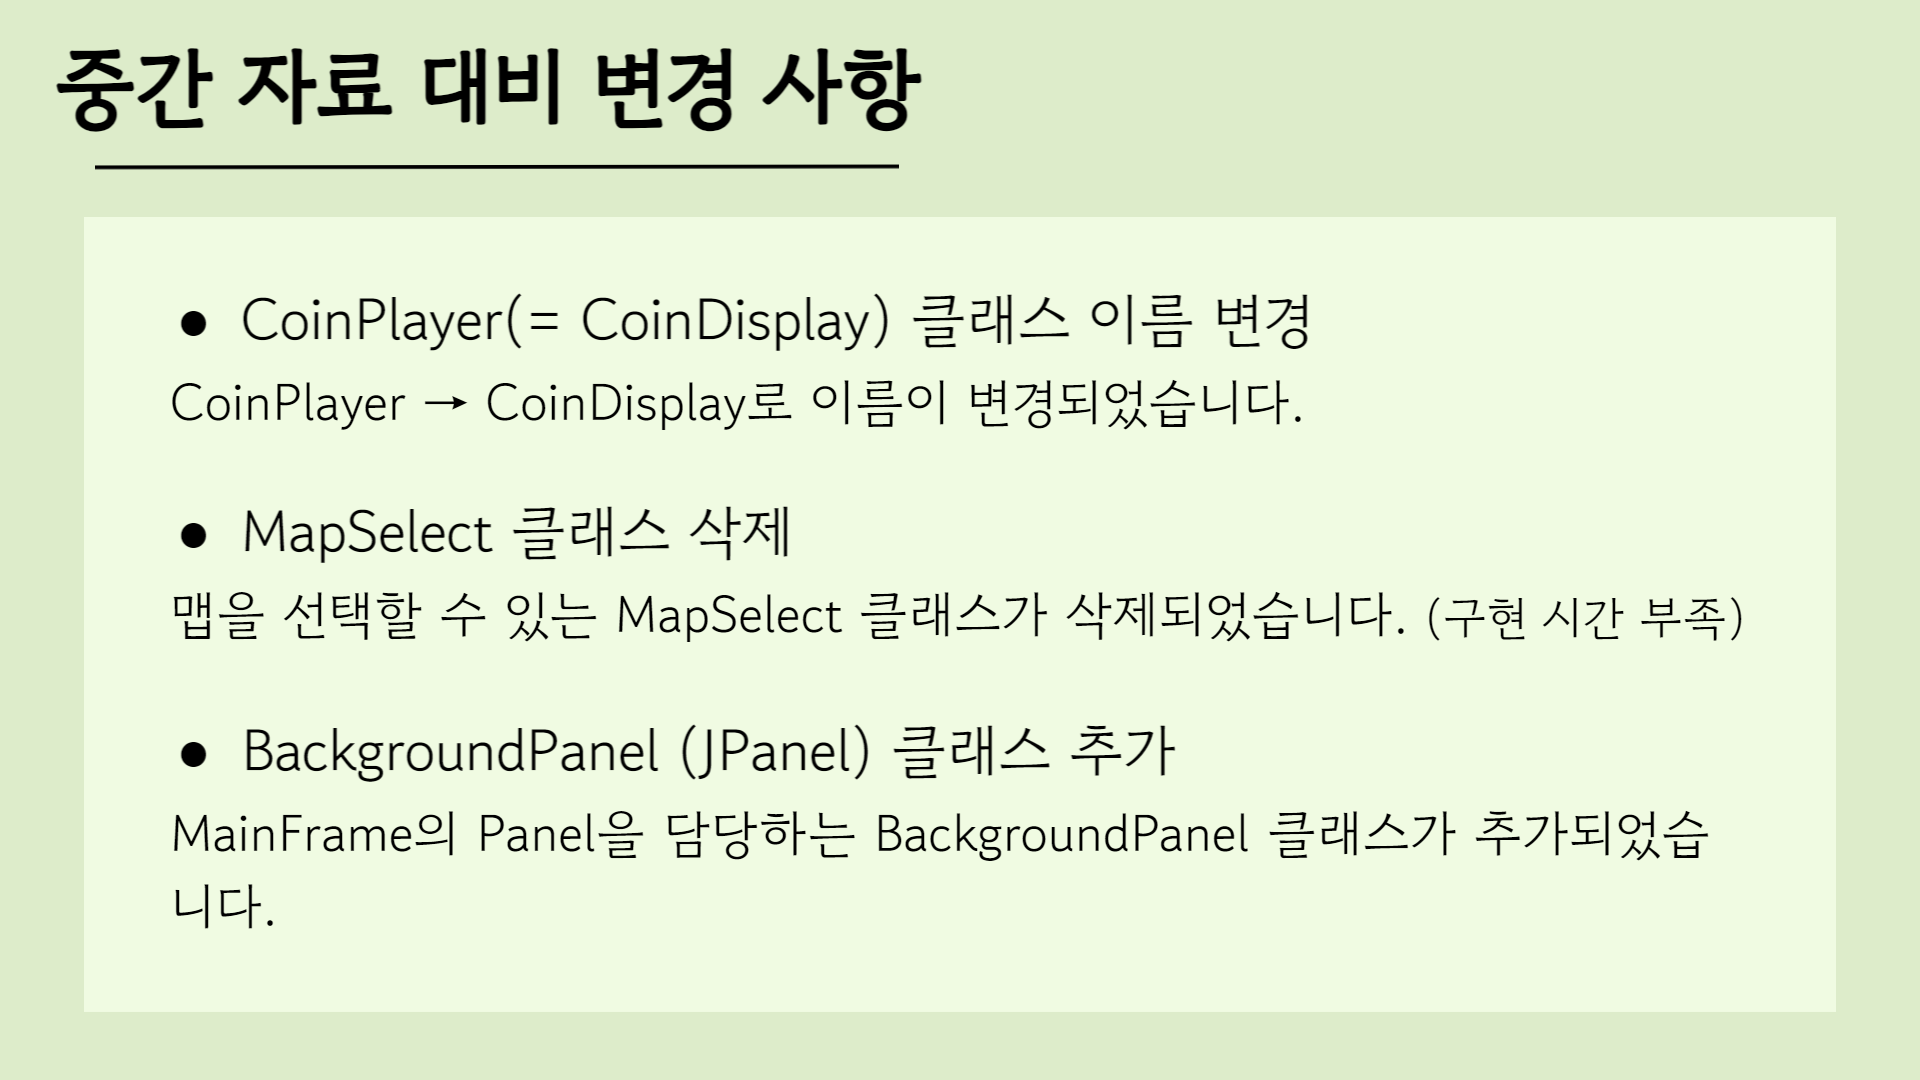 중간 자료 대비 변경 사항
● CoinPlayer(= CoinDisplay) 클래스 이름 변경
CoinPlayer → CoinDisplay로 이름이 변경되었습니다.
● MapSelect 클래스 삭제
맵을 선택할 수 있는 MapSelect 클래스가 삭제되었습니다. (구현 시간 부족)
● BackgroundPanel (JPanel) 클래스 추가
MainFrame의 Panel을 담당하는 BackgroundPanel 클래스가 추가되었습
니다.